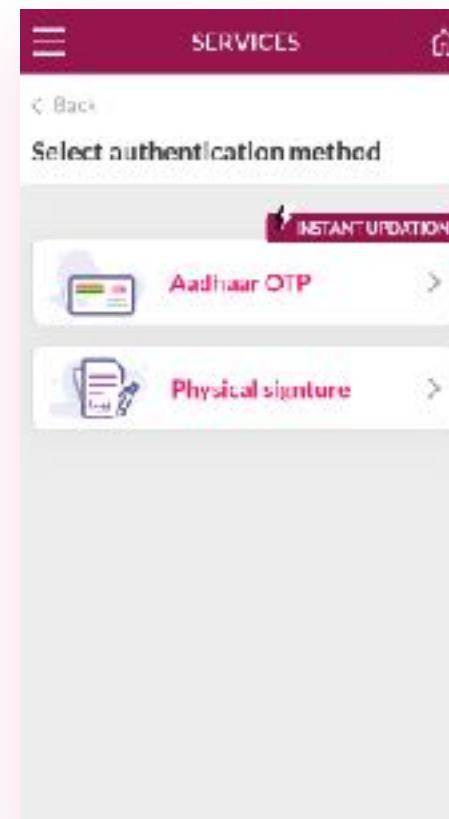 SERVICES
< Back
Select authentication method
INSTANT UPDATION
Aadhaar OTP >
Physical signture >